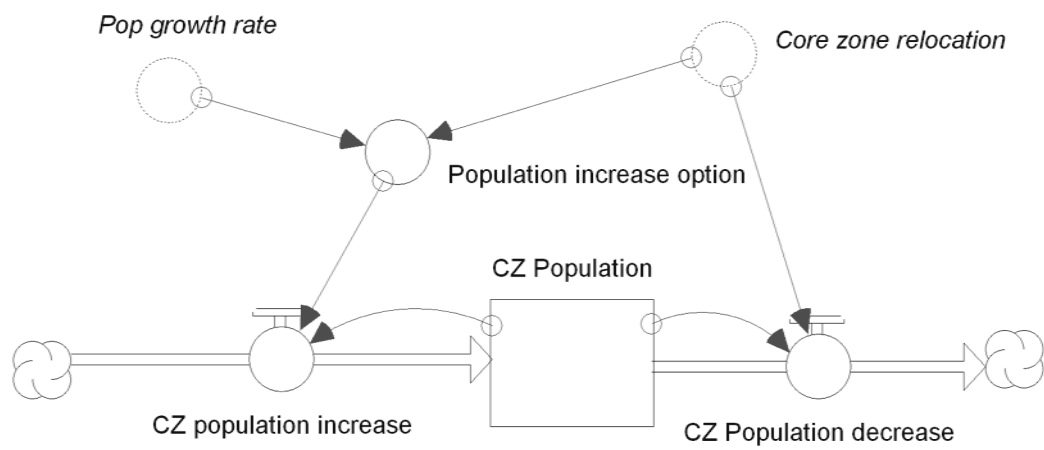 Pop growth rate
Core zone relocation
Population increase option
CZ Population
CZ population increase
CZ Population decrease